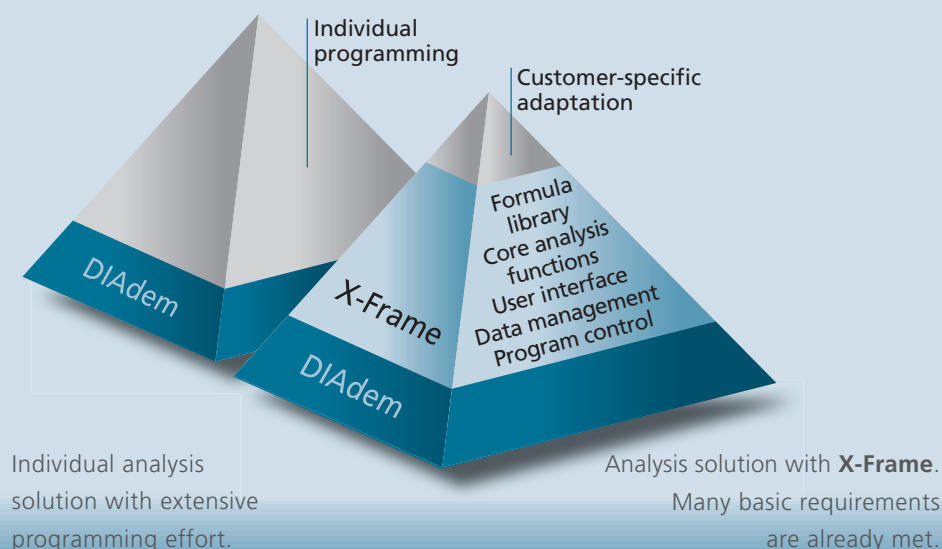 Individual
programming
Customer-specific
adaptation
DIAdem
X-Frame
DIAdem
Formula
library
Core analysis
functions
User interface
Data management
Program control
Individual analysis
solution with extensive
programming effort.
Analysis solution with X-Frame.
Many basic requirements
are already met.